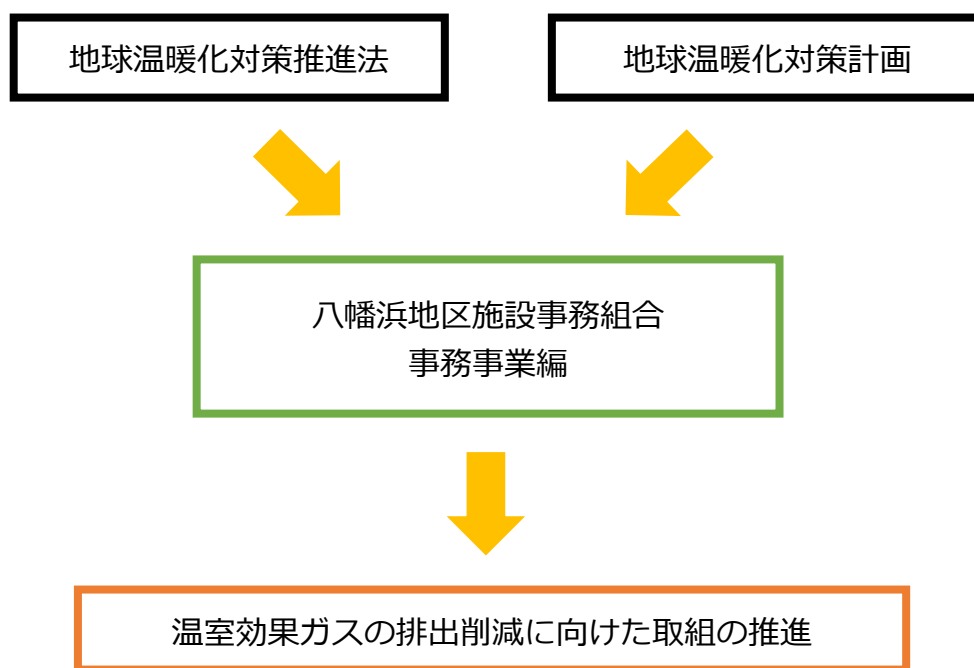 地球温暖化対策推進法
地球温暖化対策計画
八幡浜地区施設事務組合
事務事業編
温室効果ガスの排出削減に向けた取組の推進